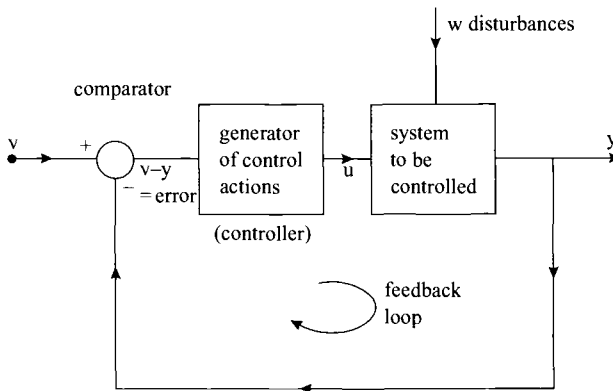 w disturbances
comparator
v
+
v–y
–
= error
generator
of control
actions
(controller)
u
system
to be
controlled
y
feedback
loop